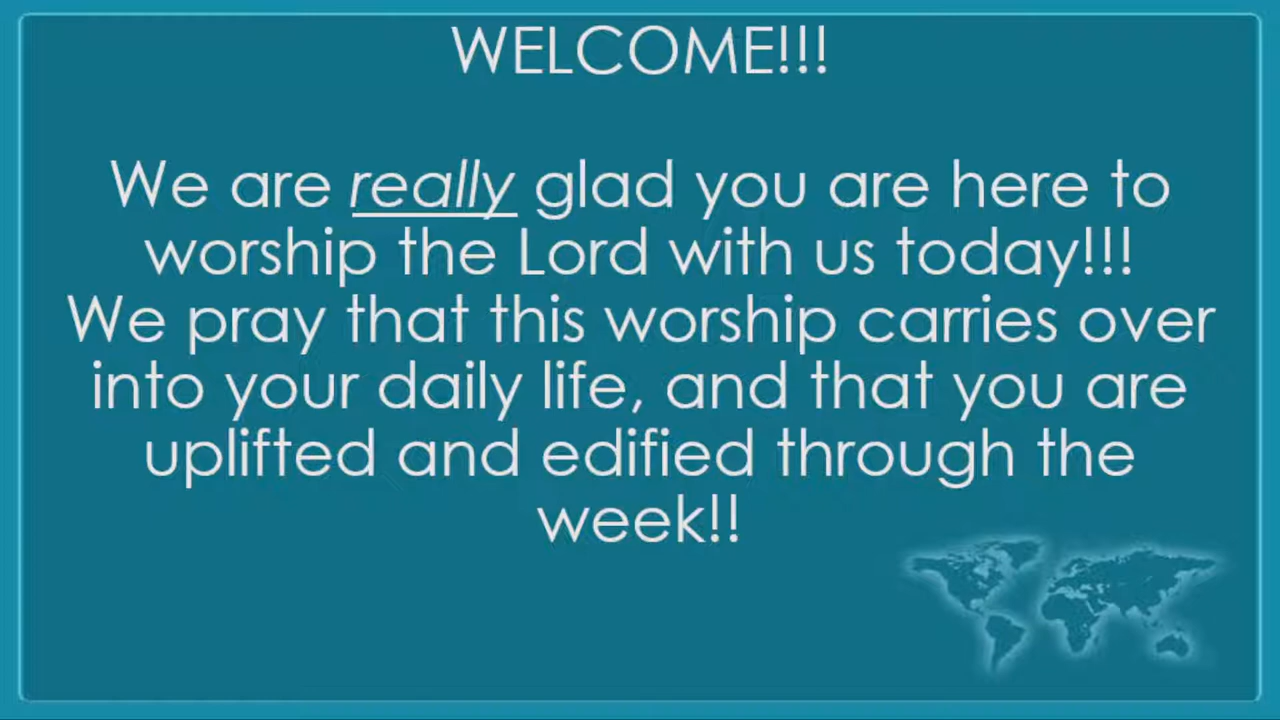 WELCOME!!!
We are really glad you are here to
worship the Lord with us today!!!
We pray that this worship carries over
into your daily life, and that you are
uplifted and edified through the
week!!